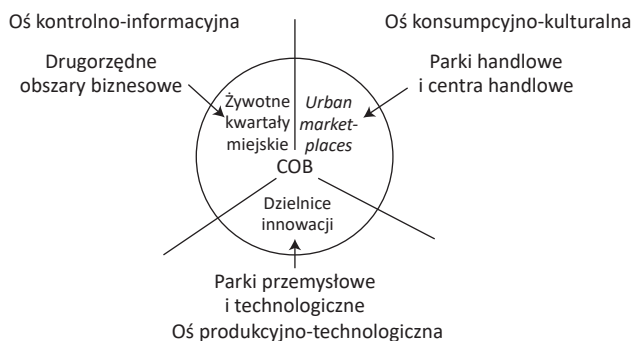 Oś kontrolno-informacyjna
Oś konsumpcyjno-kulturalna
Drugorzędne
obszary biznesowe
Parki handlowe
i centra handlowe
Żywotne
kwartały
miejskie
Urban
market-
places
COB
Dzielnice
innowacji
Parki przemysłowe
i technologiczne
Oś produkcyjno-technologiczna